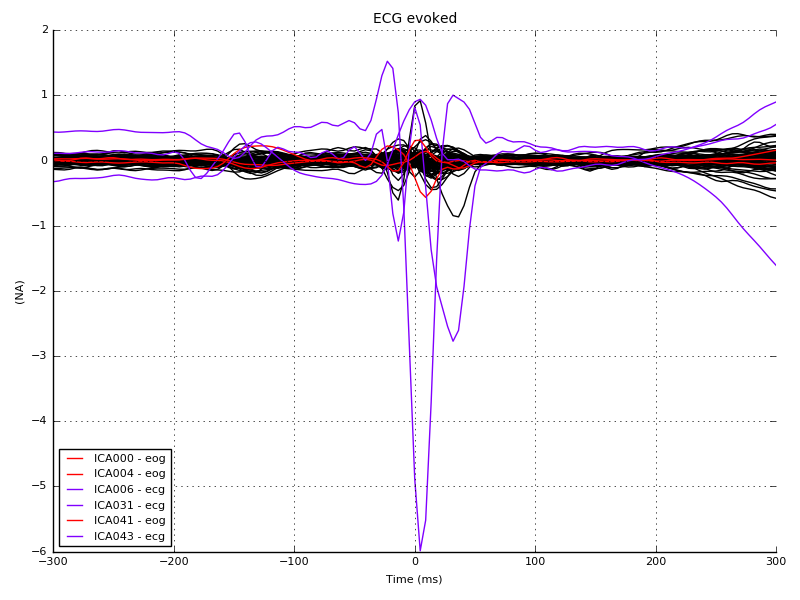 ECG evoked
2
1
0
−1
−2
−3
−4
−5
−6
(NA)
ICA000 - eog
ICA004 - eog
ICA006 - ecg
ICA031 - ecg
ICA041 - eog
ICA043 - ecg
−300 −200 −100 0 100 200 300
Time (ms)